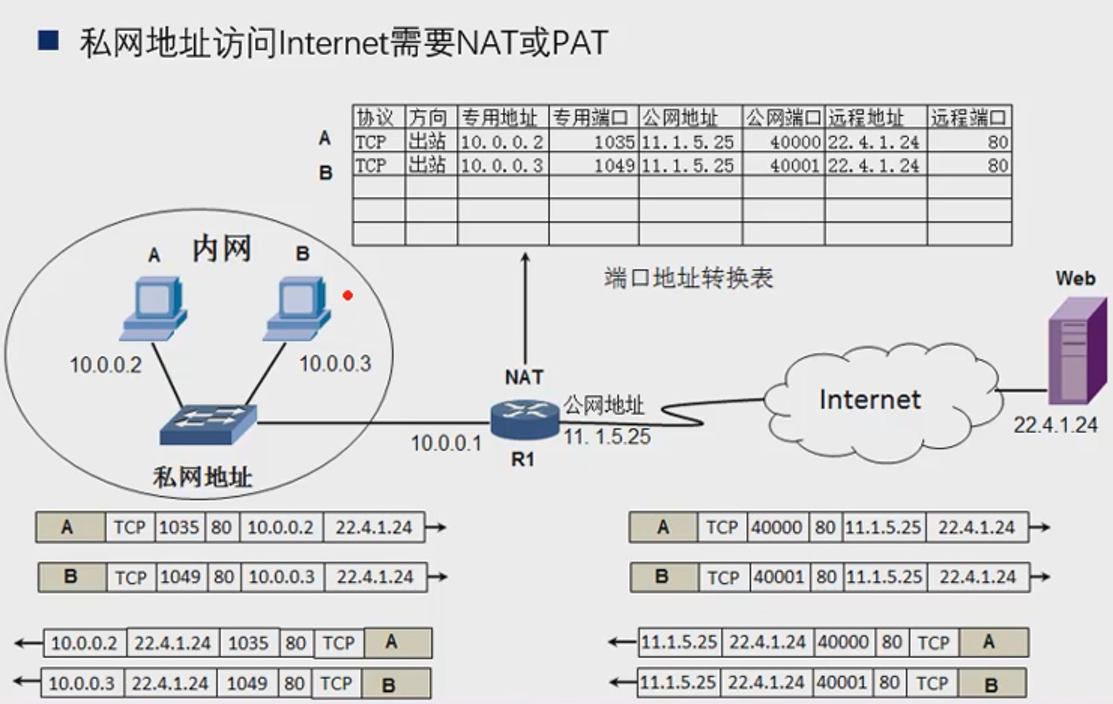 私网地址访问Internet需要NAT或PAT
协议 方向 专用地址 专用端口 公网地址 公网端口 远程地址 远程端口
A TCP 出站 10.0.0.2 1035 11.1.5.25 40000 22.4.1.24 80
B TCP 出站 10.0.0.3 1049 11.1.5.25 40001 22.4.1.24 80
端口地址转换表
内网
A
B
10.0.0.2
10.0.0.3
私网地址
10.0.0.1
NAT
R1
公网地址
11. 1.5.25
Internet
Web
22.4.1.24
A TCP 1035 80 10.0.0.2 22.4.1.24
B TCP 1049 80 10.0.0.3 22.4.1.24
10.0.0.2 22.4.1.24 1035 80 TCP A
10.0.0.3 22.4.1.24 1049 80 TCP B
A TCP 40000 80 11.1.5.25 22.4.1.24
B TCP 40001 80 11.1.5.25 22.4.1.24
11.1.5.25 22.4.1.24 40000 80 TCP A
11.1.5.25 22.4.1.24 40001 80 TCP B